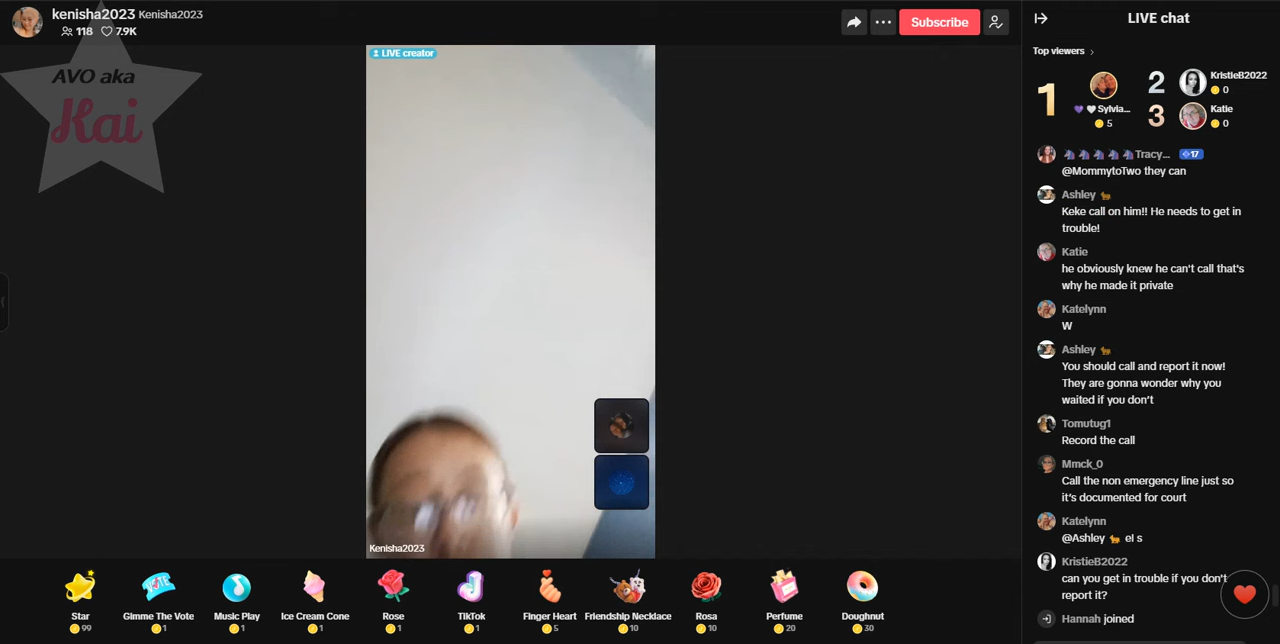 kenisha2023 Kenisha2023
118 7.9K
Subscribe
AVO aka
Kai
LIVE creator
Kenisha2023
Star
99
Gimme The Vote
1
Music Play
1
Ice Cream Cone
1
Rose
1
TikTok
1
Finger Heart
5
Friendship Necklace
10
Rosa
10
Perfume
20
Doughnut
30
LIVE chat
Top viewers
1
Sylvia...
5
2
KristieB2022
0
3
Katie
0
Tracy... 17
@MommytoTwo they can
Ashley
Keke call on him!! He needs to get in
trouble!
Katie
he obviously knew he can't call that's
why he made it private
Katelynn
W
Ashley
You should call and report it now!
They are gonna wonder why you
waited if you don't
Tomutug1
Record the call
Mmck_0
Call the non emergency line just so
it's documented for court
Katelynn
@Ashley el s
KristieB2022
can you get in trouble if you don't
report it?
Hannah joined